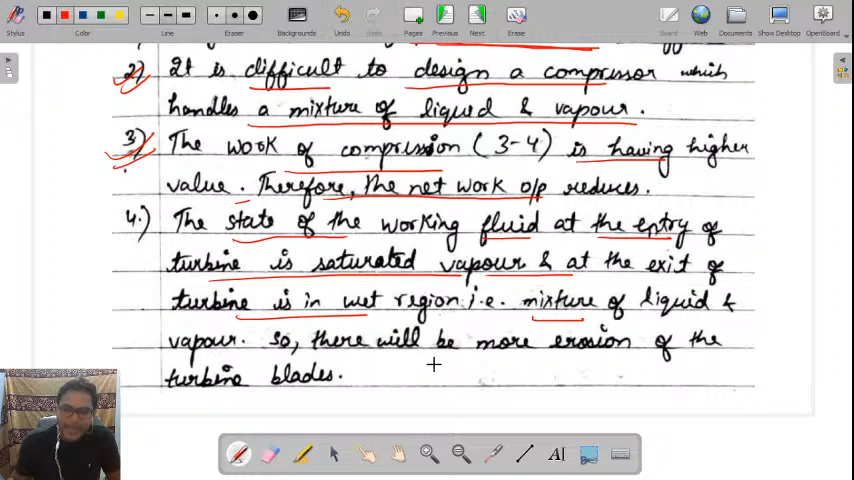 Stylus
Color
Line
Eraser
Backgrounds
Undo
Redo
Pages
Previous
Next
Erase
Board
Web
Documents
Show Desktop
OpenBoard
2) It is difficult to design a compressor which
handles a mixture of liquid & vapour.
3) The work of compression (3-4) is having higher
value. Therefore, the net work o/p reduces.
4.) The state of the working fluid at the entry of
turbine is saturated vapour & at the exit of
turbine is in wet region i.e. mixture of liquid &
vapour. So, there will be more erosion of the
turbine blades.